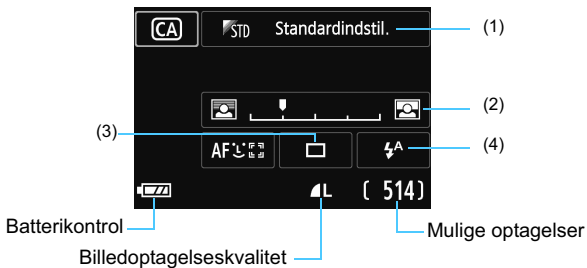 CA STD Standardindstil. (1)
(2)
(3)
AF A (4)
L ( 514)
Batterikontrol Mulige optagelser
Billedoptagelseskvalitet